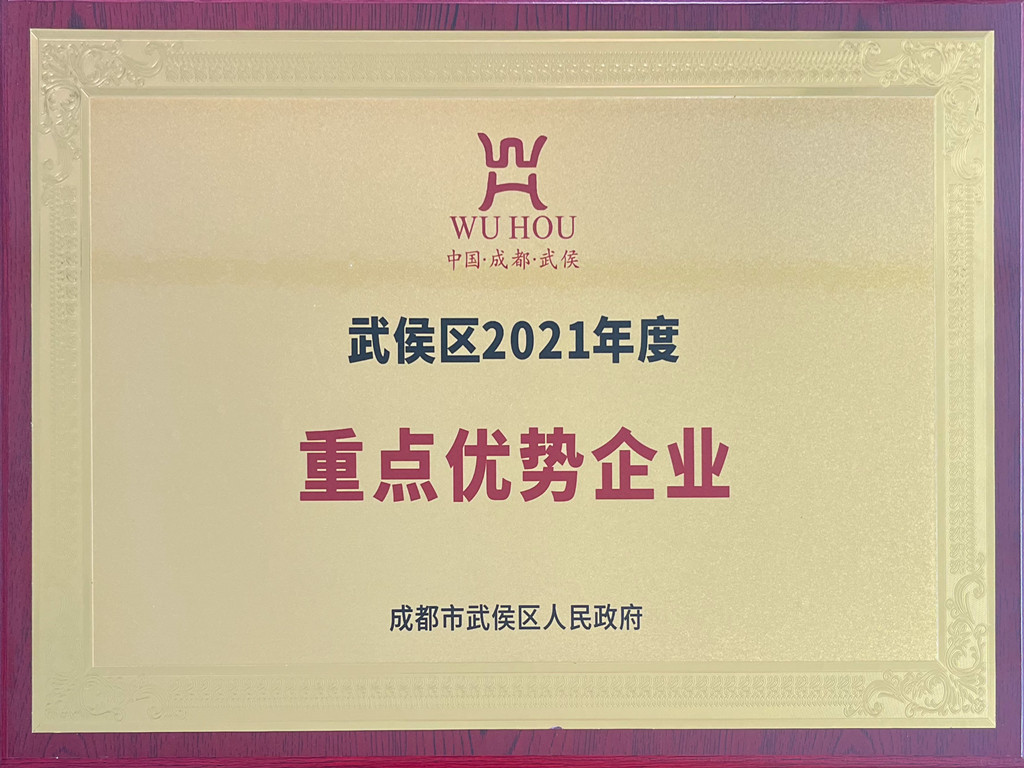 WU HOU
中国·成都·武侯
武侯区2021年度
重点优势企业
成都市武侯区人民政府